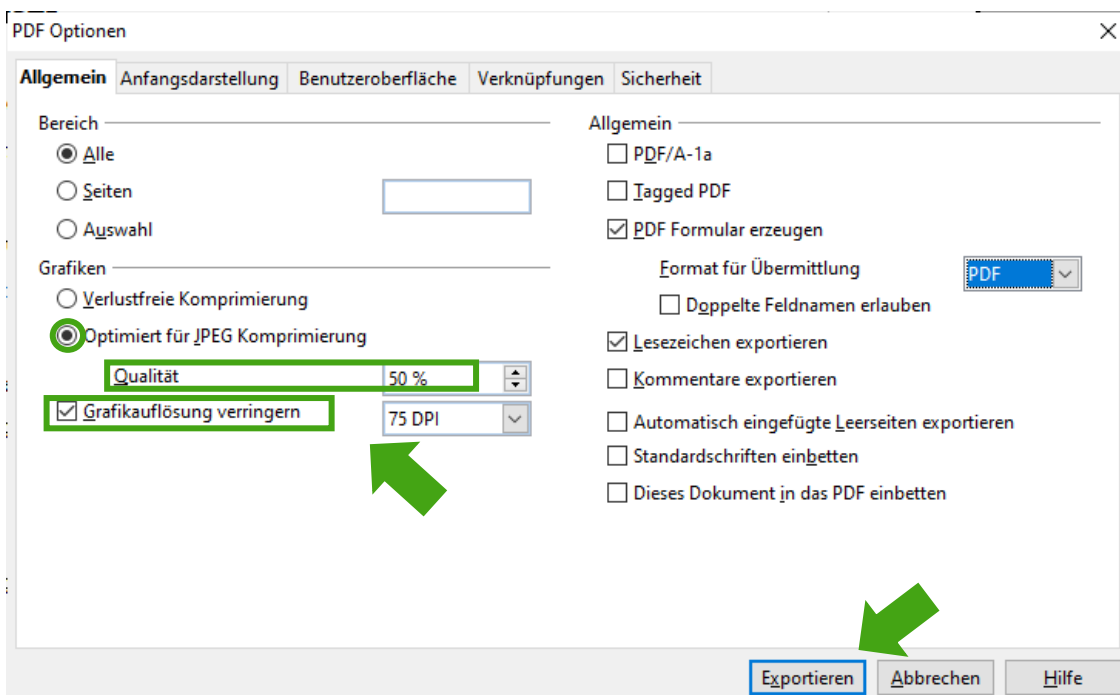 PDF Optionen
Allgemein Anfangsdarstellung Benutzeroberfläche Verknüpfungen Sicherheit
Bereich
Alle
Seiten
Auswahl
Grafiken
Verlustfreie Komprimierung
Optimiert für JPEG Komprimierung
Qualität 50 %
Grafikauflösung verringern 75 DPI
Allgemein
PDF/A-1a
Tagged PDF
PDF Formular erzeugen
Format für Übermittlung PDF
Doppelte Feldnamen erlauben
Lesezeichen exportieren
Kommentare exportieren
Automatisch eingefügte Leerseiten exportieren
Standardschriften einbetten
Dieses Dokument in das PDF einbetten
Exportieren Abbrechen Hilfe